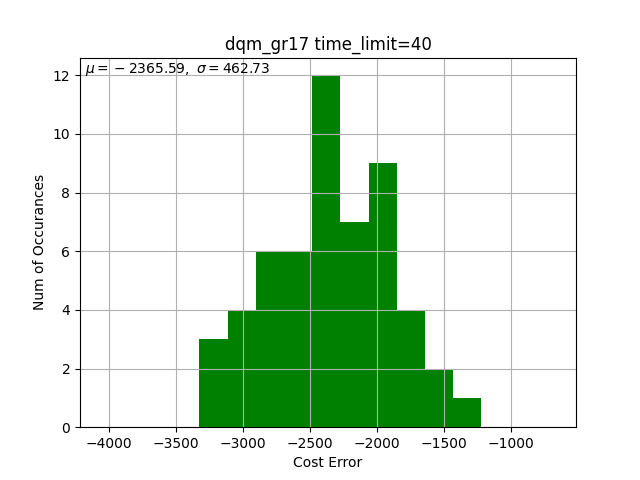 dqm_gr17 time_limit=40
μ = − 2365.59, σ = 462.73
12
10
8
6
4
2
0
Num of Occurances
−4000 −3500 −3000 −2500 −2000 −1500 −1000
Cost Error